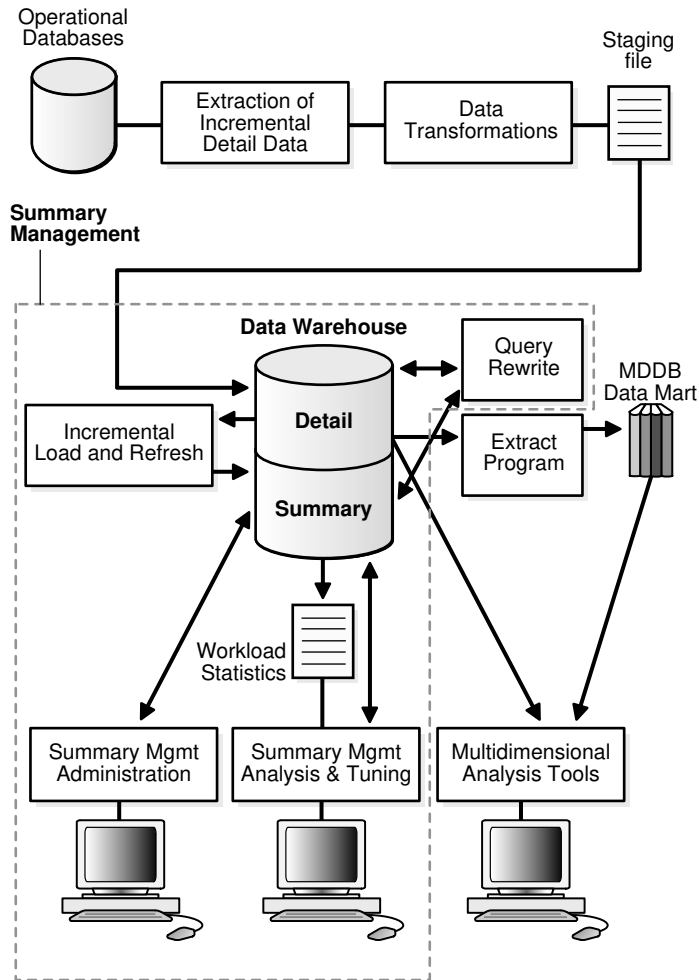 Operational
Databases
Extraction of
Incremental
Detail Data
Data
Transformations
Staging
file
Summary
Management
Data Warehouse
Detail
Summary
Query
Rewrite
MDDB
Data Mart
Incremental
Load and Refresh
Extract
Program
Workload
Statistics
Summary Mgmt
Administration
Summary Mgmt
Analysis & Tuning
Multidimensional
Analysis Tools